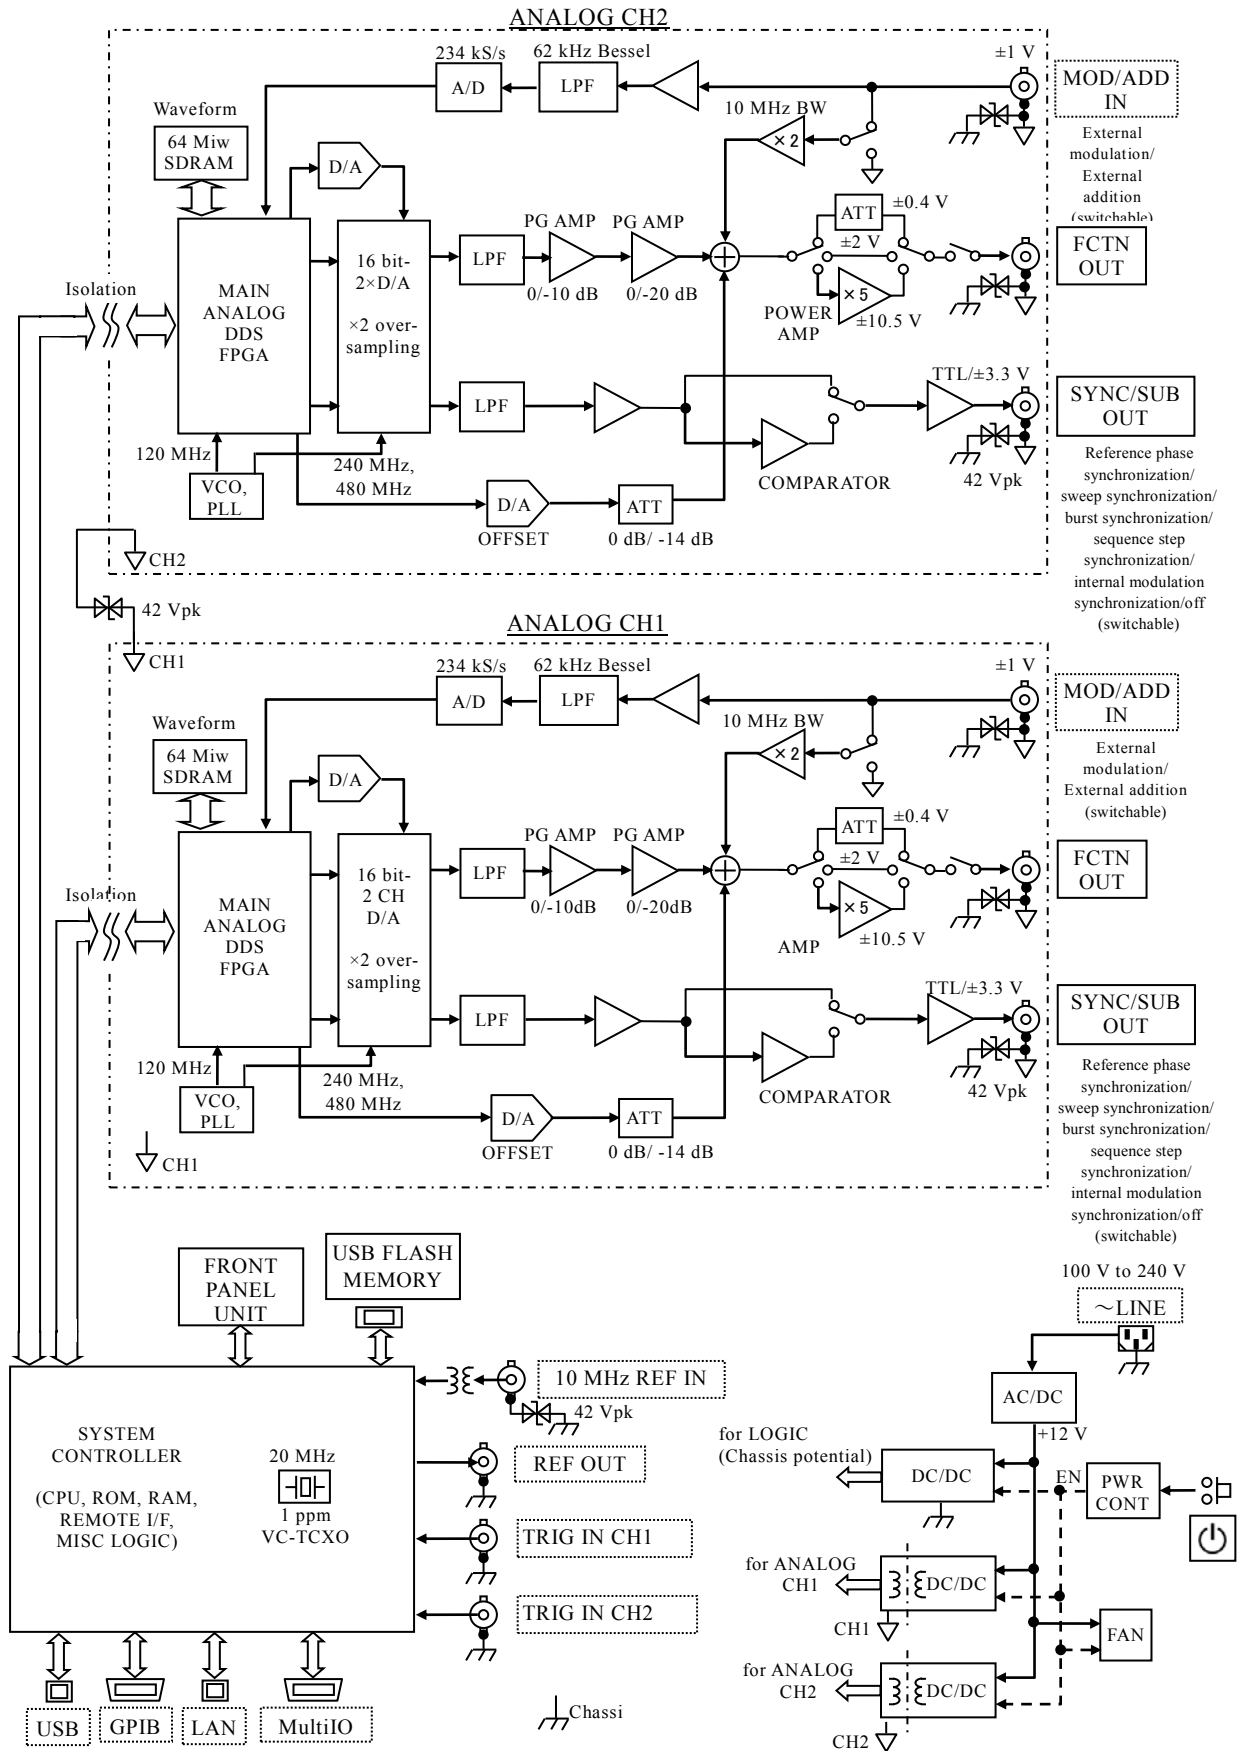 ANALOG CH2
234 kS/s
62 kHz Bessel
±1 V
A/D
LPF
MOD/ADD
IN
Waveform
10 MHz BW
64 Miw
SDRAM
×2
External
modulation/
External
addition
(switchable)
D/A
PG AMP
PG AMP
ATT
±0.4 V
±2 V
FCTN
OUT
LPF
Isolation
MAIN
ANALOG
DDS
FPGA
16 bit-
2×D/A
×2 over-
sampling
0/-10 dB
0/-20 dB
×5
POWER
AMP
±10.5 V
TTL/±3.3 V
SYNC/SUB
OUT
LPF
120 MHz
240 MHz,
480 MHz
COMPARATOR
42 Vpk
VCO,
PLL
D/A
OFFSET
ATT
0 dB/ -14 dB
Reference phase
synchronization/
sweep synchronization/
burst synchronization/
sequence step
synchronization/
internal modulation
synchronization/off
(switchable)
CH2
42 Vpk
CH1
ANALOG CH1
234 kS/s
62 kHz Bessel
±1 V
A/D
LPF
MOD/ADD
IN
Waveform
10 MHz BW
64 Miw
SDRAM
×2
External
modulation/
External addition
(switchable)
D/A
PG AMP
PG AMP
ATT
±0.4 V
±2 V
FCTN
OUT
LPF
Isolation
MAIN
ANALOG
DDS
FPGA
16 bit-
2 CH
D/A
×2 over-
sampling
0/-10dB
0/-20dB
×5
AMP
±10.5 V
TTL/±3.3 V
SYNC/SUB
OUT
LPF
120 MHz
240 MHz,
480 MHz
COMPARATOR
42 Vpk
VCO,
PLL
D/A
OFFSET
ATT
0 dB/ -14 dB
Reference phase
synchronization/
sweep synchronization/
burst synchronization/
sequence step
synchronization/
internal modulation
synchronization/off
(switchable)
CH1
FRONT
PANEL
UNIT
USB FLASH
MEMORY
100 V to 240 V
～LINE
10 MHz REF IN
42 Vpk
AC/DC
+12 V
SYSTEM
CONTROLLER
(CPU, ROM, RAM,
REMOTE I/F,
MISC LOGIC)
20 MHz
1 ppm
VC-TCXO
REF OUT
for LOGIC
(Chassis potential)
DC/DC
EN
PWR
CONT
TRIG IN CH1
for ANALOG
CH1
DC/DC
CH1
TRIG IN CH2
FAN
for ANALOG
CH2
DC/DC
CH2
USB
GPIB
LAN
MultiIO
Chassi